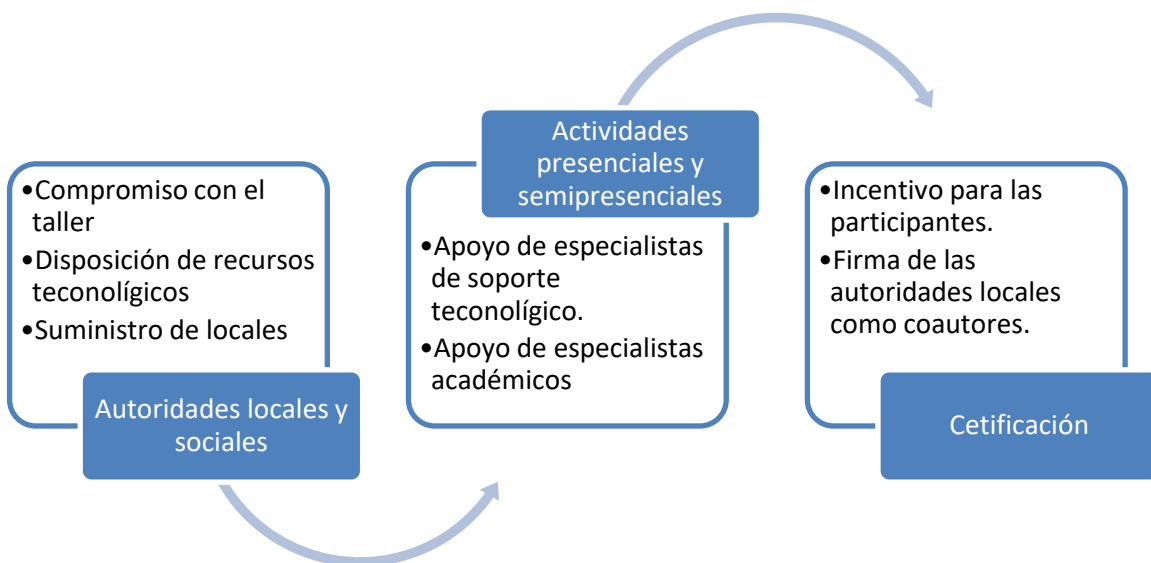 •Compromiso con el
taller
•Disposición de recursos
teconolígicos
•Suministro de locales
Autoridades locales y
sociales
Actividades
presenciales y
semipresenciales
•Apoyo de especialistas
de soporte
teconolígico.
•Apoyo de especialistas
académicos
•Incentivo para las
participantes.
•Firma de las
autoridades locales
como coautores.
Cetificación